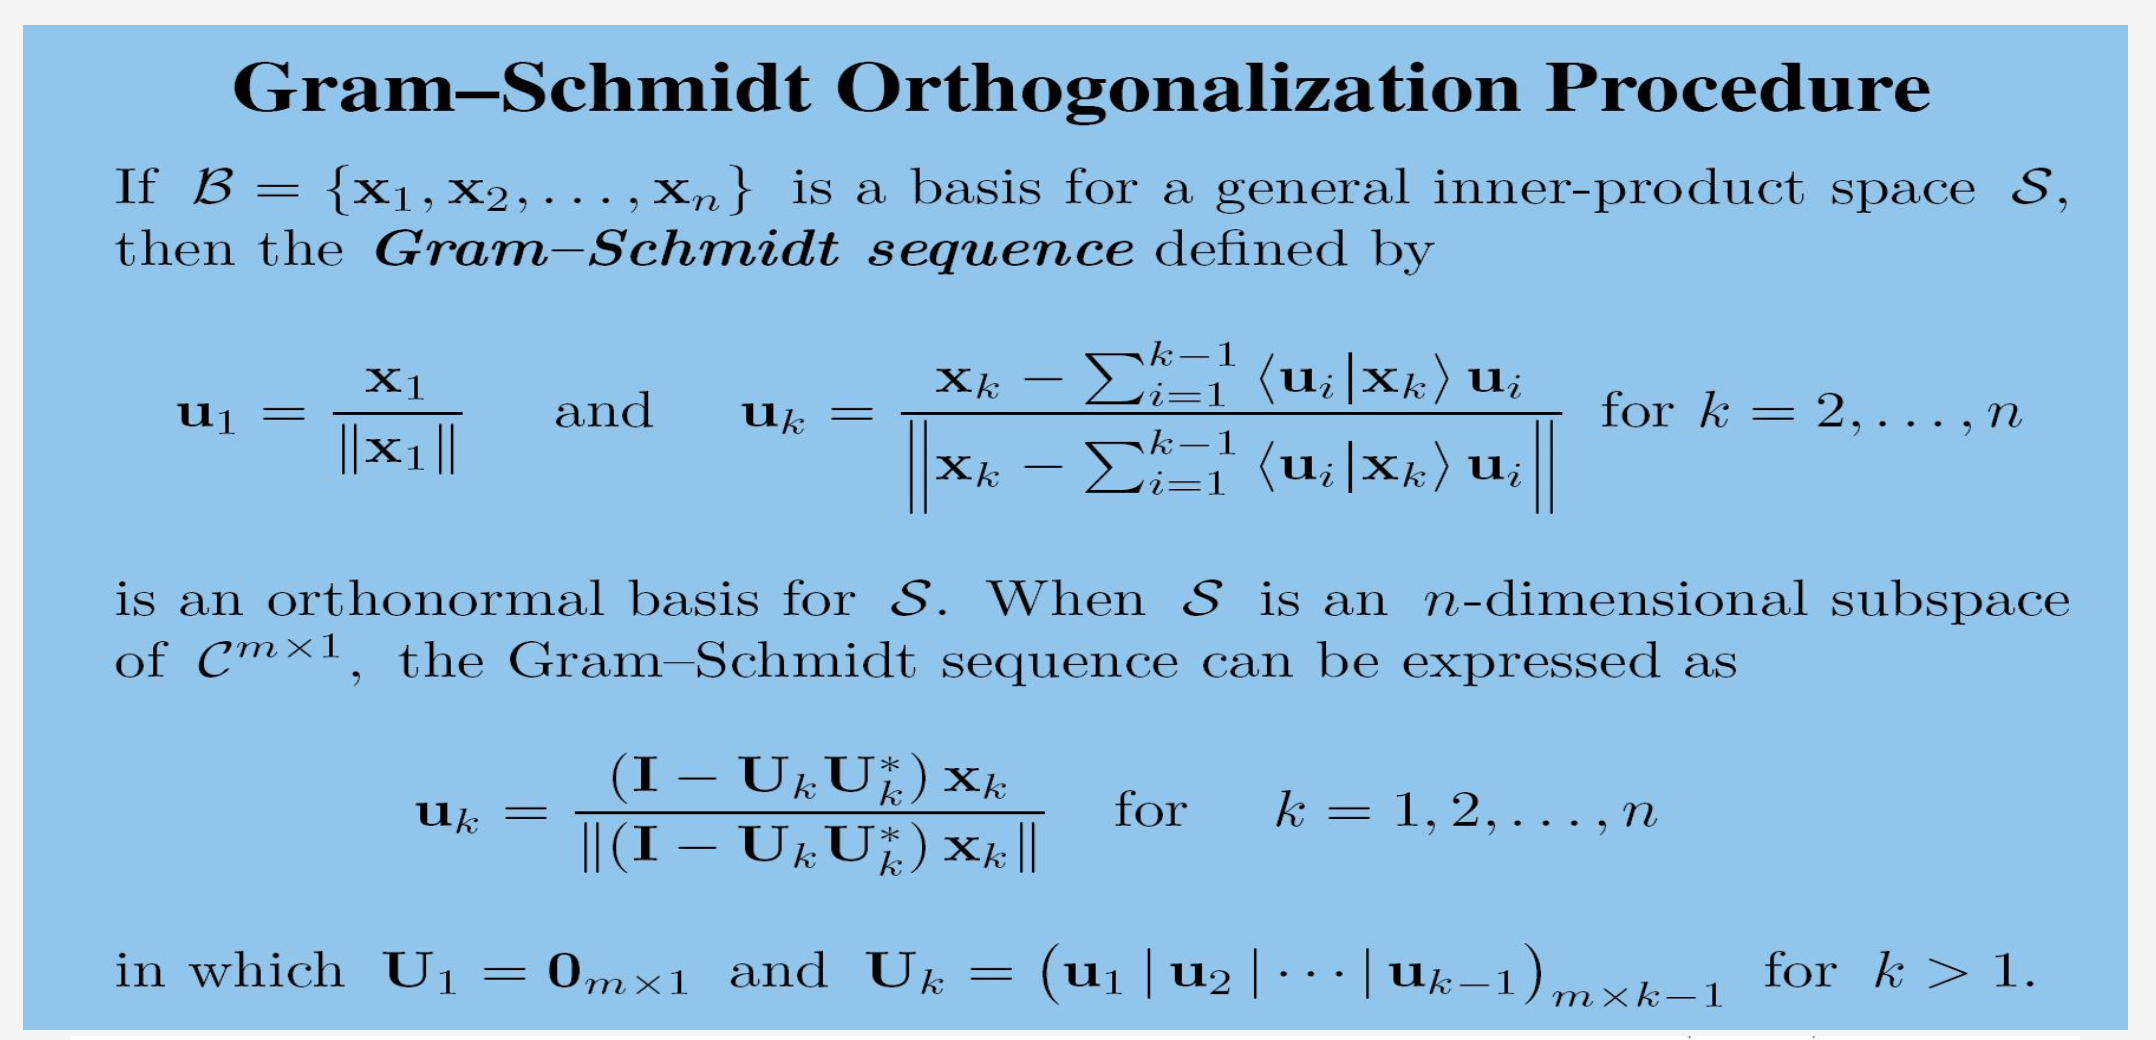 Gram–Schmidt Orthogonalization Procedure
If $\mathcal{B} = \{\mathbf{x}_1, \mathbf{x}_2, \ldots, \mathbf{x}_n\}$ is a basis for a general inner-product space $\mathcal{S}$,
then the Gram–Schmidt sequence defined by
$\mathbf{u}_1 = \frac{\mathbf{x}_1}{\|\mathbf{x}_1\|}$ and $\mathbf{u}_k = \frac{\mathbf{x}_k - \sum_{i=1}^{k-1} \langle \mathbf{u}_i | \mathbf{x}_k \rangle \mathbf{u}_i}{\left\| \mathbf{x}_k - \sum_{i=1}^{k-1} \langle \mathbf{u}_i | \mathbf{x}_k \rangle \mathbf{u}_i \right\|}$ for $k = 2, \ldots, n$
is an orthonormal basis for $\mathcal{S}$. When $\mathcal{S}$ is an $n$-dimensional subspace
of $\mathcal{C}^{m \times 1}$, the Gram–Schmidt sequence can be expressed as
$\mathbf{u}_k = \frac{(\mathbf{I} - \mathbf{U}_k \mathbf{U}_k^*) \mathbf{x}_k}{\|(\mathbf{I} - \mathbf{U}_k \mathbf{U}_k^*) \mathbf{x}_k\|}$ for $k = 1, 2, \ldots, n$
in which $\mathbf{U}_1 = \mathbf{0}_{m \times 1}$ and $\mathbf{U}_k = \left( \mathbf{u}_1 \,|\, \mathbf{u}_2 \,|\, \cdots \,|\, \mathbf{u}_{k-1} \right)_{m \times k-1}$ for $k > 1$.